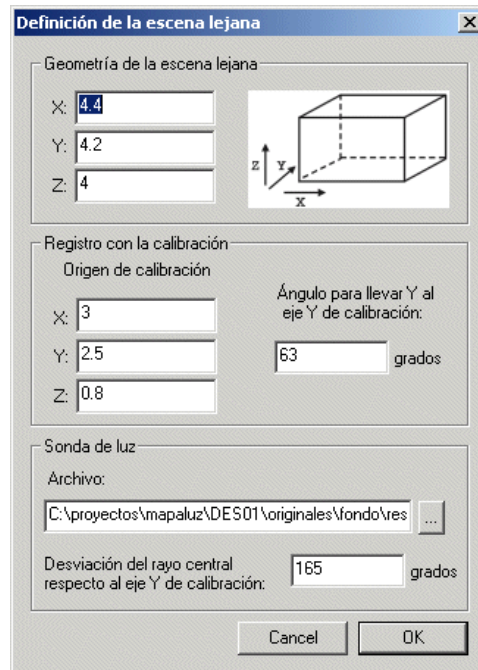 Definición de la escena lejana
Geometría de la escena lejana
X: 4.4
Y: 4.2
Z: 4
Z Y
X
Registro con la calibración
Origen de calibración
X: 3
Y: 2.5
Z: 0.8
Ángulo para llevar Y al
eje Y de calibración:
63 grados
Sonda de luz
Archivo:
C:\proyectos\mapaluz\DES01\originales\fondo\res ...
Desviación del rayo central
respecto al eje Y de calibración: 165 grados
Cancel OK